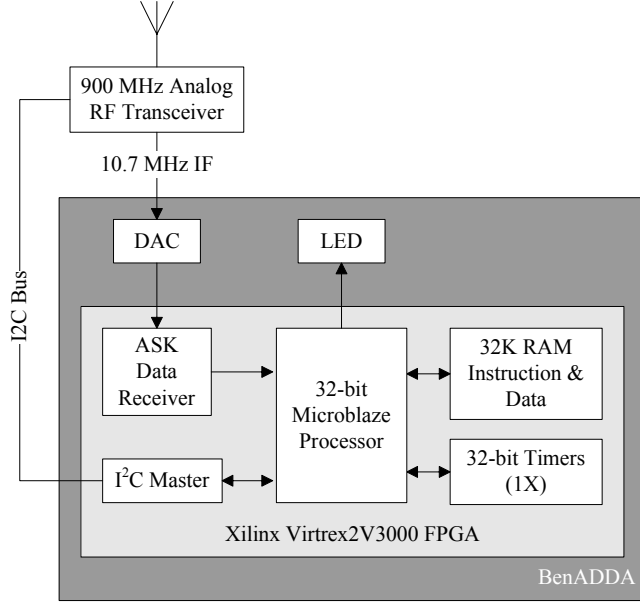 900 MHz Analog
RF Transceiver
10.7 MHz IF
I2C Bus
DAC
LED
ASK
Data
Receiver
32-bit
Microblaze
Processor
32K RAM
Instruction &
Data
I²C Master
32-bit Timers
(1X)
Xilinx Virtrex2V3000 FPGA
BenADDA